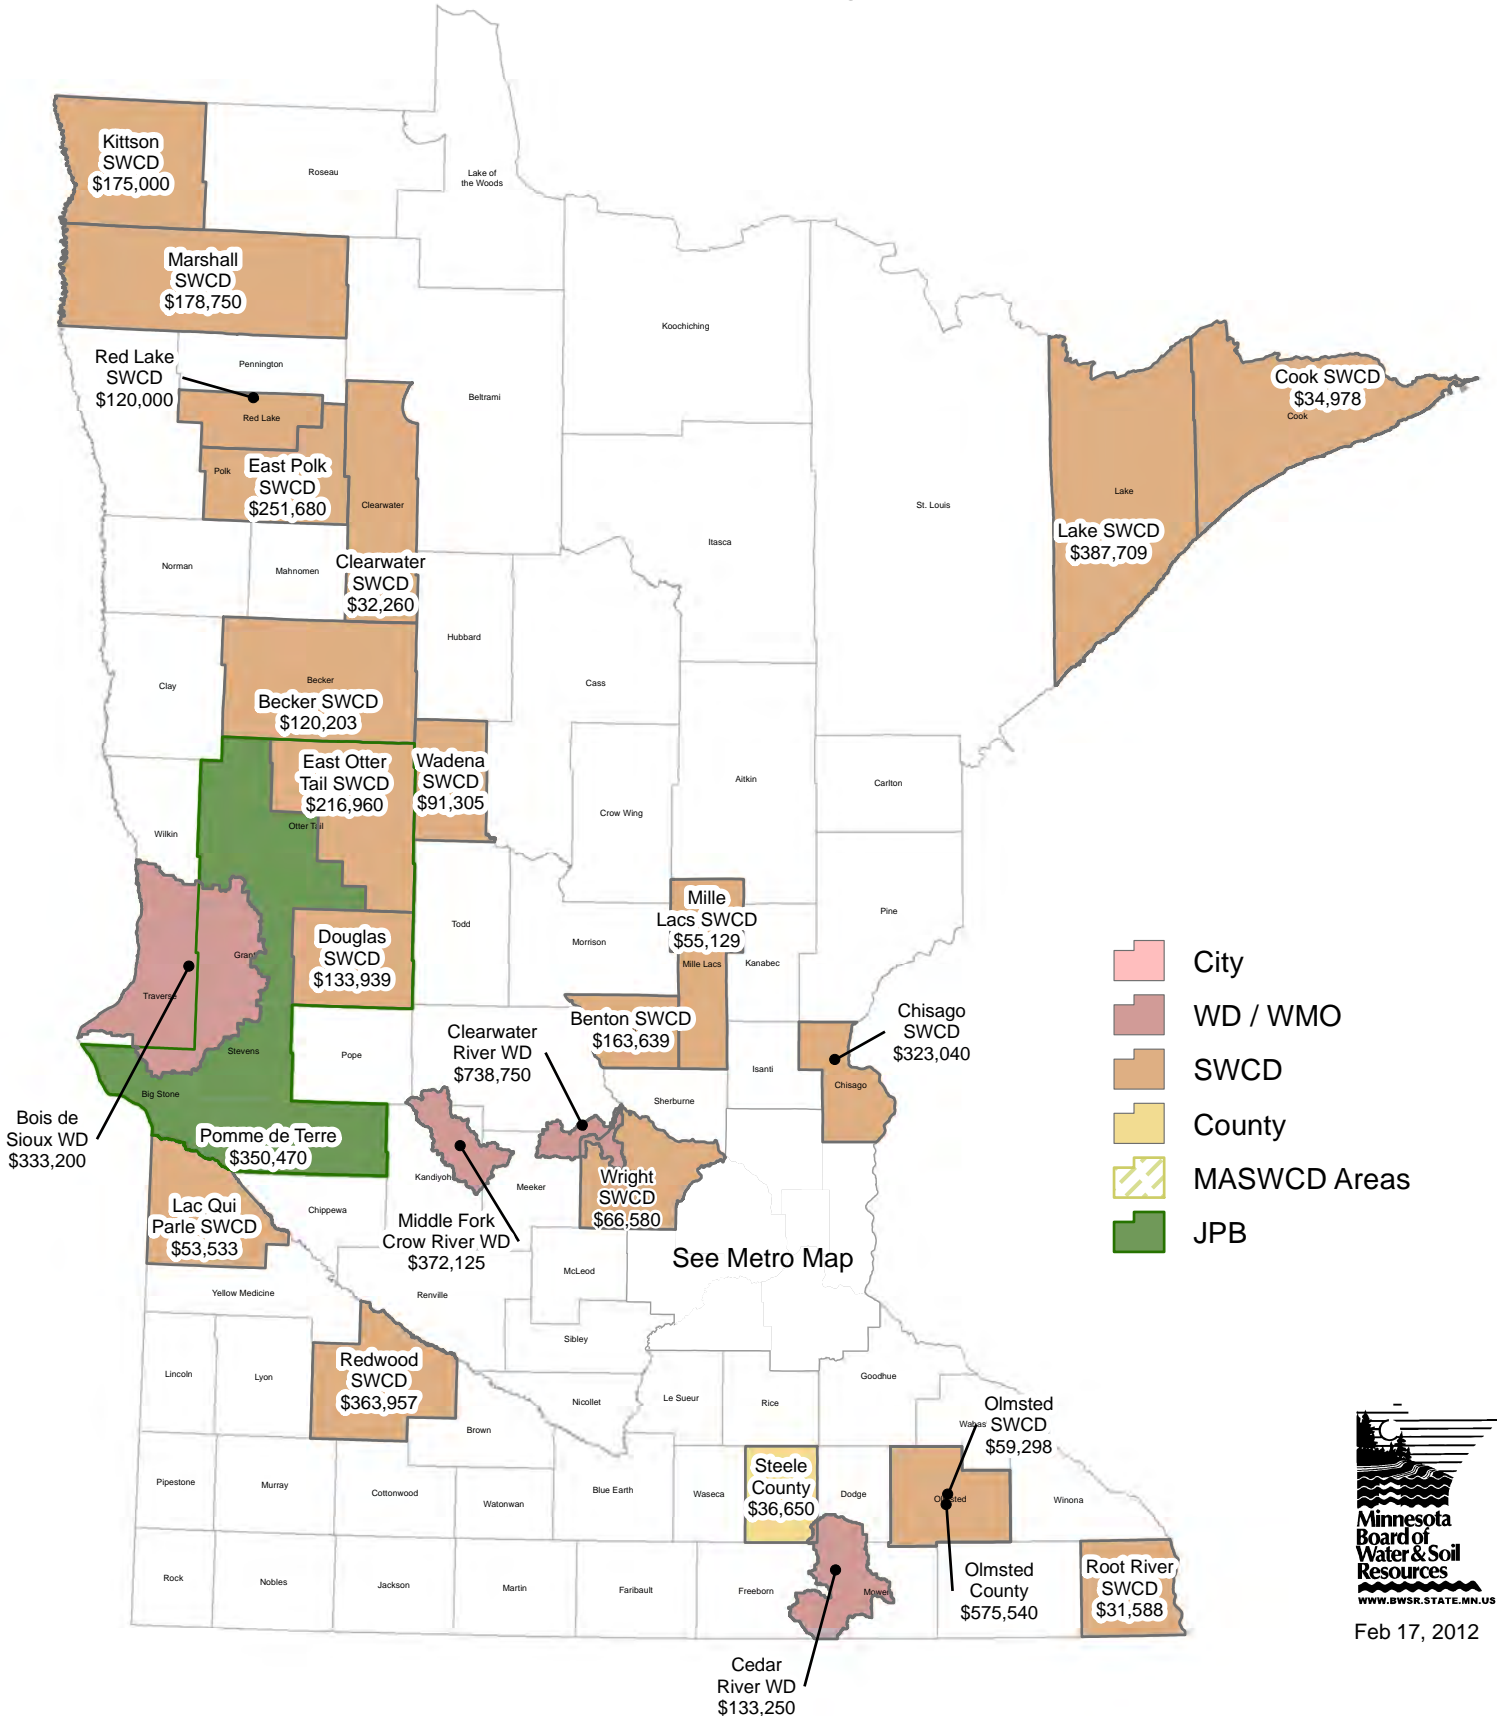 Kittson
SWCD
$175,000
Roseau
Lake of
the Woods
Marshall
SWCD
$178,750
Koochiching
Red Lake
SWCD
$120,000
Pennington
Red Lake
Beltrami
Cook SWCD
$34,978
Cook
Polk
East Polk
SWCD
$251,680
Clearwater
St. Louis
Lake
Lake SWCD
$387,709
Itasca
Norman
Mahnomen
Clearwater
SWCD
$32,260
Hubbard
Clay
Becker
Becker SWCD
$120,203
Cass
East Otter
Tail SWCD
$216,960
Wadena
SWCD
$91,305
Otter Tail
Wilkin
Crow Wing
Aitkin
Carlton
Mille
Lacs SWCD
$55,129
Mille Lacs
Pine
Todd
Morrison
Kanabec
Douglas
SWCD
$133,939
Grant
Traverse
City
WD / WMO
SWCD
County
MASWCD Areas
JPB
Benton SWCD
$163,639
Chisago
SWCD
$323,040
Clearwater
River WD
$738,750
Stevens
Pope
Isanti
Chisago
Big Stone
Sherburne
Bois de
Sioux WD
$333,200
Pomme de Terre
$350,470
Kandiyohi
Meeker
Wright
SWCD
$66,580
Lac Qui
Parle SWCD
$53,533
Chippewa
Middle Fork
Crow River WD
$372,125
See Metro Map
McLeod
Yellow Medicine
Renville
Sibley
Lincoln
Lyon
Redwood
SWCD
$363,957
Nicollet
Le Sueur
Rice
Goodhue
Brown
Wabas
Olmsted
SWCD
$59,298
Pipestone
Murray
Cottonwood
Watonwan
Blue Earth
Waseca
Steele
County
$36,650
Dodge
Olmsted
Winona
Rock
Nobles
Jackson
Martin
Faribault
Freeborn
Mower
Olmsted
County
$575,540
Root River
SWCD
$31,588
Cedar
River WD
$133,250
Minnesota
Board of
Water & Soil
Resources
WWW.BWSR.STATE.MN.US
Feb 17, 2012